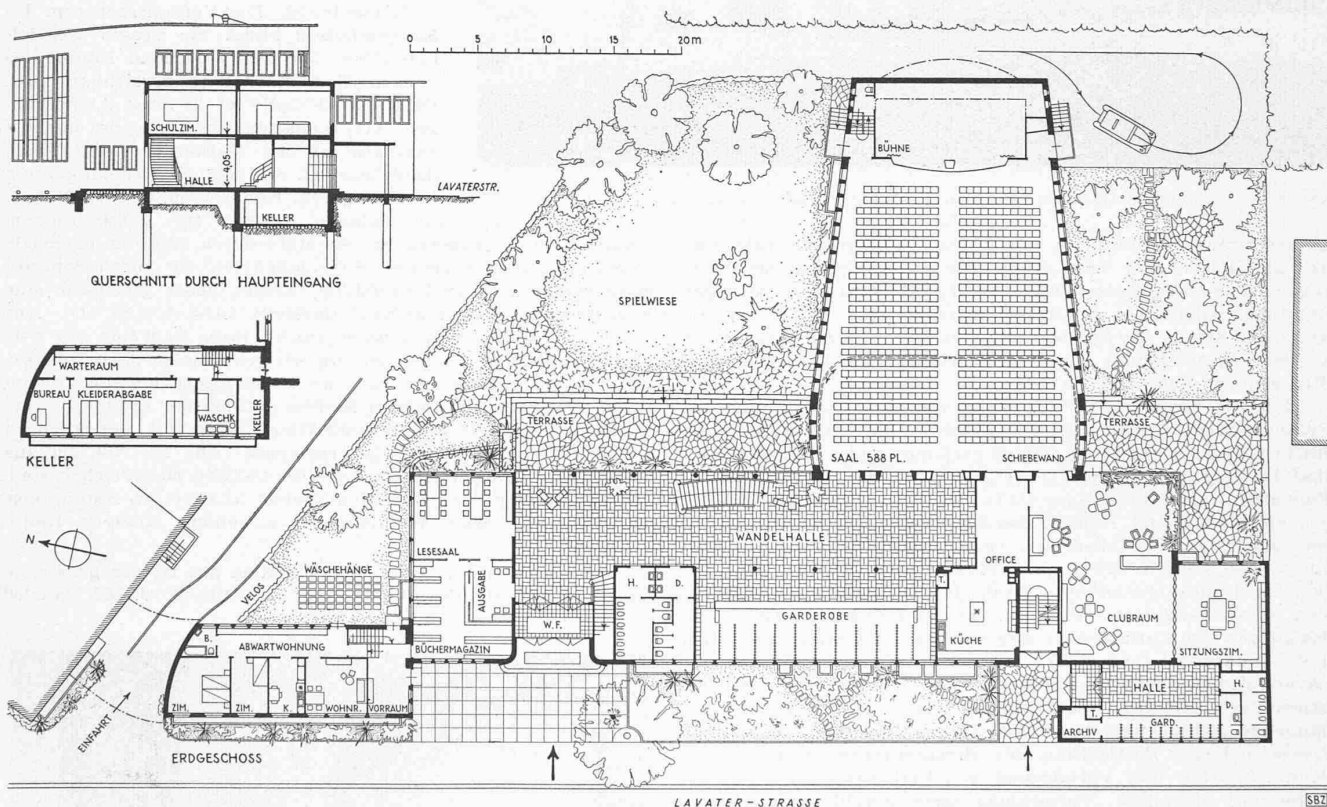 0 5 10 15 20 m
SCHULZIM.
4,05
HALLE
KELLER
LAVATERSTR.
QUERSCHNITT DURCH HAUPTEINGANG
WARTERAUM
BUREAU KLEIDERABGABE
WASCHK.
KELLER
KELLER
N
BÜHNE
SPIELWIESE
SAAL 588 PL.
SCHIEBEWAND
TERRASSE
TERRASSE
LESESAAL
AUSGABE
BÜCHERMAGAZIN
WÄSCHEHÄNGE
VELOS
W.F.
H.
D.
WANDELHALLE
GARDEROBE
OFFICE
T.
KÜCHE
CLUBRAUM
SITZUNGSZIM.
HALLE
H.
D.
T.
GARD.
ARCHIV
B.
ABWARTWOHNUNG
ZIM.
ZIM.
K.
WOHNR.
VORRAUM
EINFAHRT
ERDGESCHOSS
LAVATER-STRASSE
SBZ